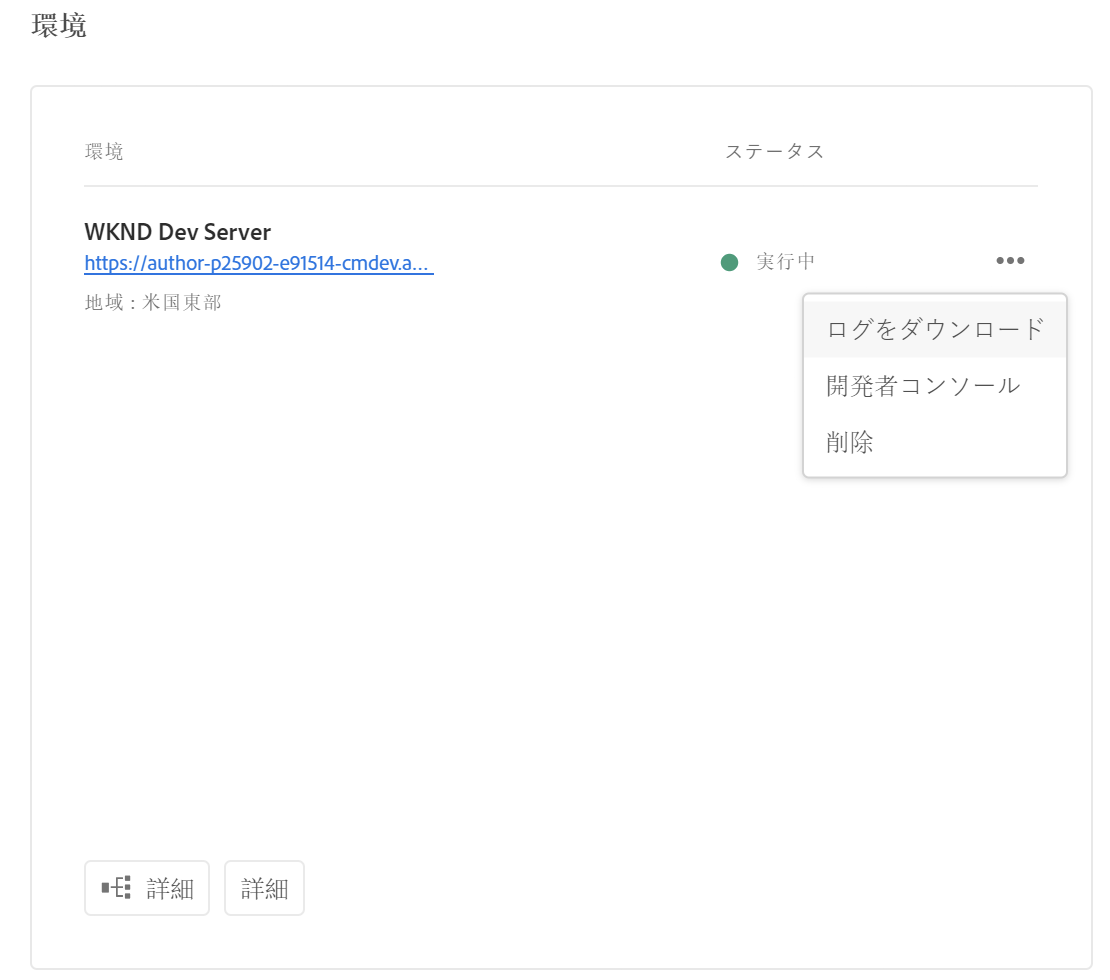 環境
環境 ステータス
WKND Dev Server
https://author-p25902-e91514-cmdev.a...
実行中
地域 : 米国東部
ログをダウンロード
開発者コンソール
削除
詳細 詳細